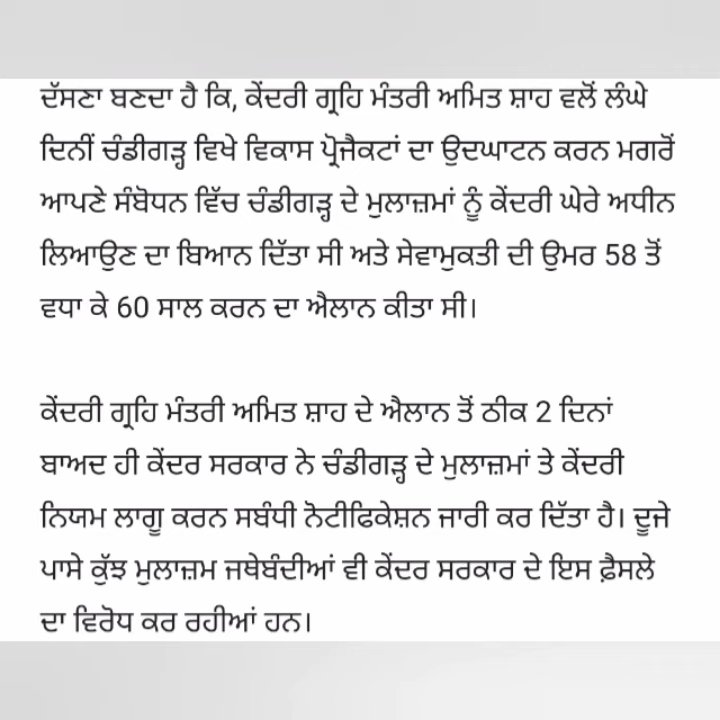 ਦੱਸਣਾ ਬਣਦਾ ਹੈ ਕਿ, ਕੇਂਦਰੀ ਗ੍ਰਹਿ ਮੰਤਰੀ ਅਮਿਤ ਸ਼ਾਹ ਵਲੋਂ ਲੰਘੇ
ਦਿਨੀਂ ਚੰਡੀਗੜ੍ਹ ਵਿਖੇ ਵਿਕਾਸ ਪ੍ਰੋਜੈਕਟਾਂ ਦਾ ਉਦਘਾਟਨ ਕਰਨ ਮਗਰੋਂ
ਆਪਣੇ ਸੰਬੋਧਨ ਵਿੱਚ ਚੰਡੀਗੜ੍ਹ ਦੇ ਮੁਲਾਜ਼ਮਾਂ ਨੂੰ ਕੇਂਦਰੀ ਘੇਰੇ ਅਧੀਨ
ਲਿਆਉਣ ਦਾ ਬਿਆਨ ਦਿੱਤਾ ਸੀ ਅਤੇ ਸੇਵਾਮੁਕਤੀ ਦੀ ਉਮਰ 58 ਤੋਂ
ਵਧਾ ਕੇ 60 ਸਾਲ ਕਰਨ ਦਾ ਐਲਾਨ ਕੀਤਾ ਸੀ।
ਕੇਂਦਰੀ ਗ੍ਰਹਿ ਮੰਤਰੀ ਅਮਿਤ ਸ਼ਾਹ ਦੇ ਐਲਾਨ ਤੋਂ ਠੀਕ 2 ਦਿਨਾਂ
ਬਾਅਦ ਹੀ ਕੇਂਦਰ ਸਰਕਾਰ ਨੇ ਚੰਡੀਗੜ੍ਹ ਦੇ ਮੁਲਾਜ਼ਮਾਂ ਤੇ ਕੇਂਦਰੀ
ਨਿਯਮ ਲਾਗੂ ਕਰਨ ਸਬੰਧੀ ਨੋਟੀਫਿਕੇਸ਼ਨ ਜਾਰੀ ਕਰ ਦਿੱਤਾ ਹੈ। ਦੂਜੇ
ਪਾਸੇ ਕੁੱਝ ਮੁਲਾਜ਼ਮ ਜਥੇਬੰਦੀਆਂ ਵੀ ਕੇਂਦਰ ਸਰਕਾਰ ਦੇ ਇਸ ਫ਼ੈਸਲੇ
ਦਾ ਵਿਰੋਧ ਕਰ ਰਹੀਆਂ ਹਨ।